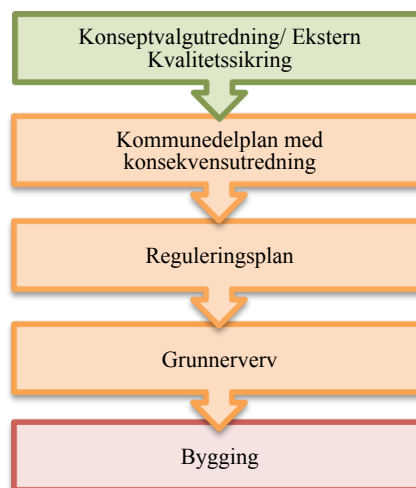 Konseptvalgutredning/ Ekstern
Kvalitetssikring
Kommunedelplan med
konsekvensutredning
Reguleringsplan
Grunnerverv
Bygging